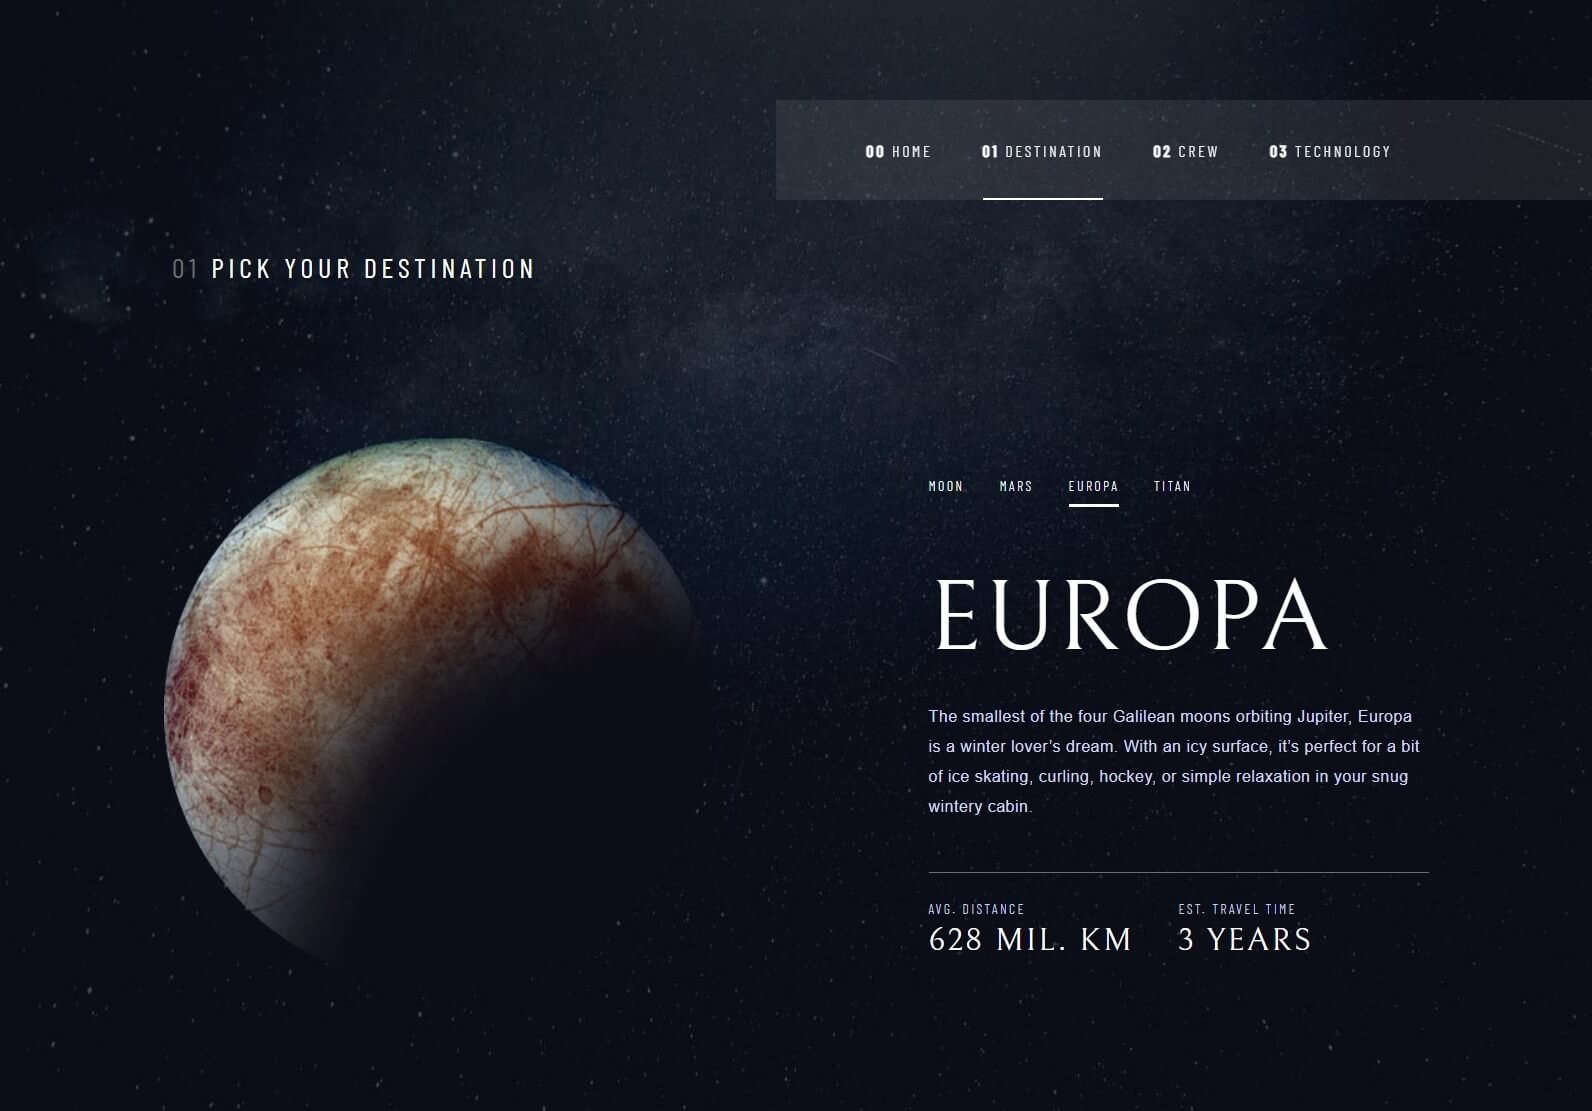 00 HOME 01 DESTINATION 02 CREW 03 TECHNOLOGY
01 PICK YOUR DESTINATION
MOON MARS EUROPA TITAN
EUROPA
The smallest of the four Galilean moons orbiting Jupiter, Europa
is a winter lover’s dream. With an icy surface, it’s perfect for a bit
of ice skating, curling, hockey, or simple relaxation in your snug
wintery cabin.
AVG. DISTANCE EST. TRAVEL TIME
628 MIL. KM 3 YEARS